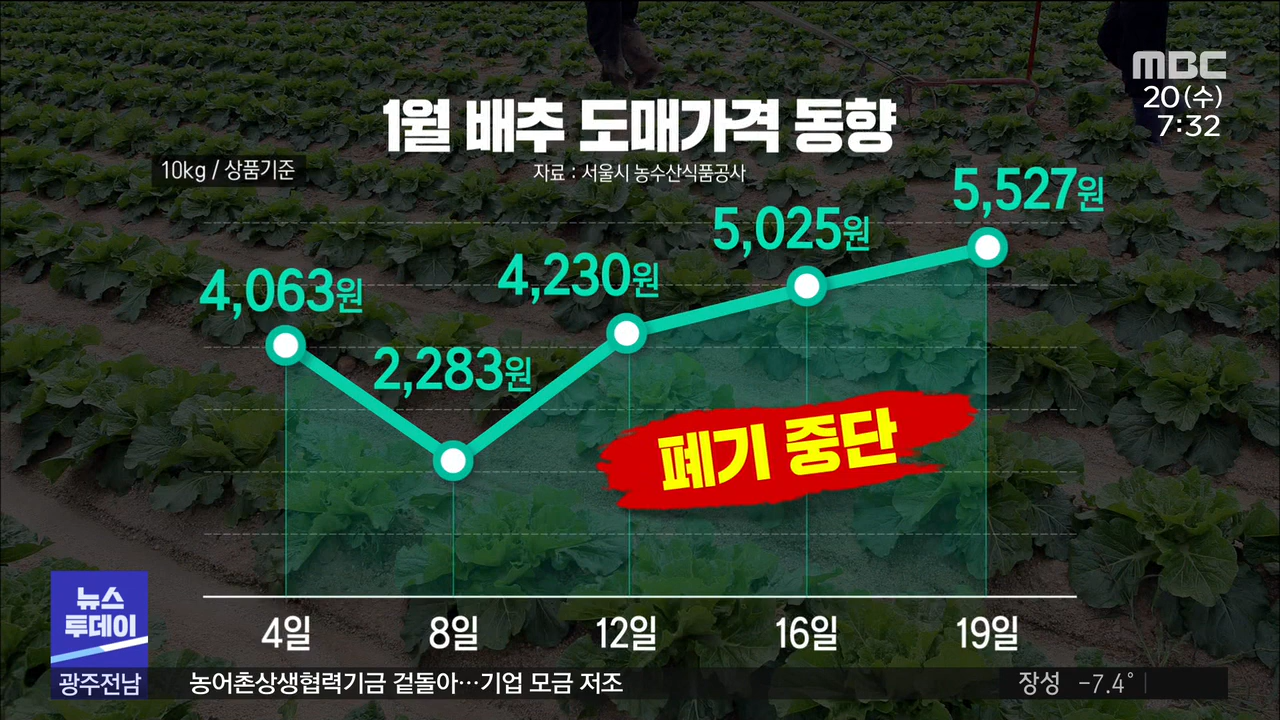 MBC
20(수)
7:32
1월 배추 도매가격 동향
10kg / 상품기준
자료 : 서울시 농수산식품공사
4,063원
2,283원
4,230원
5,025원
5,527원
폐기 중단
4일
8일
12일
16일
19일
뉴스
투데이
광주전남
농어촌상생협력기금 겉돌아…기업 모금 저조
장성 -7.4°